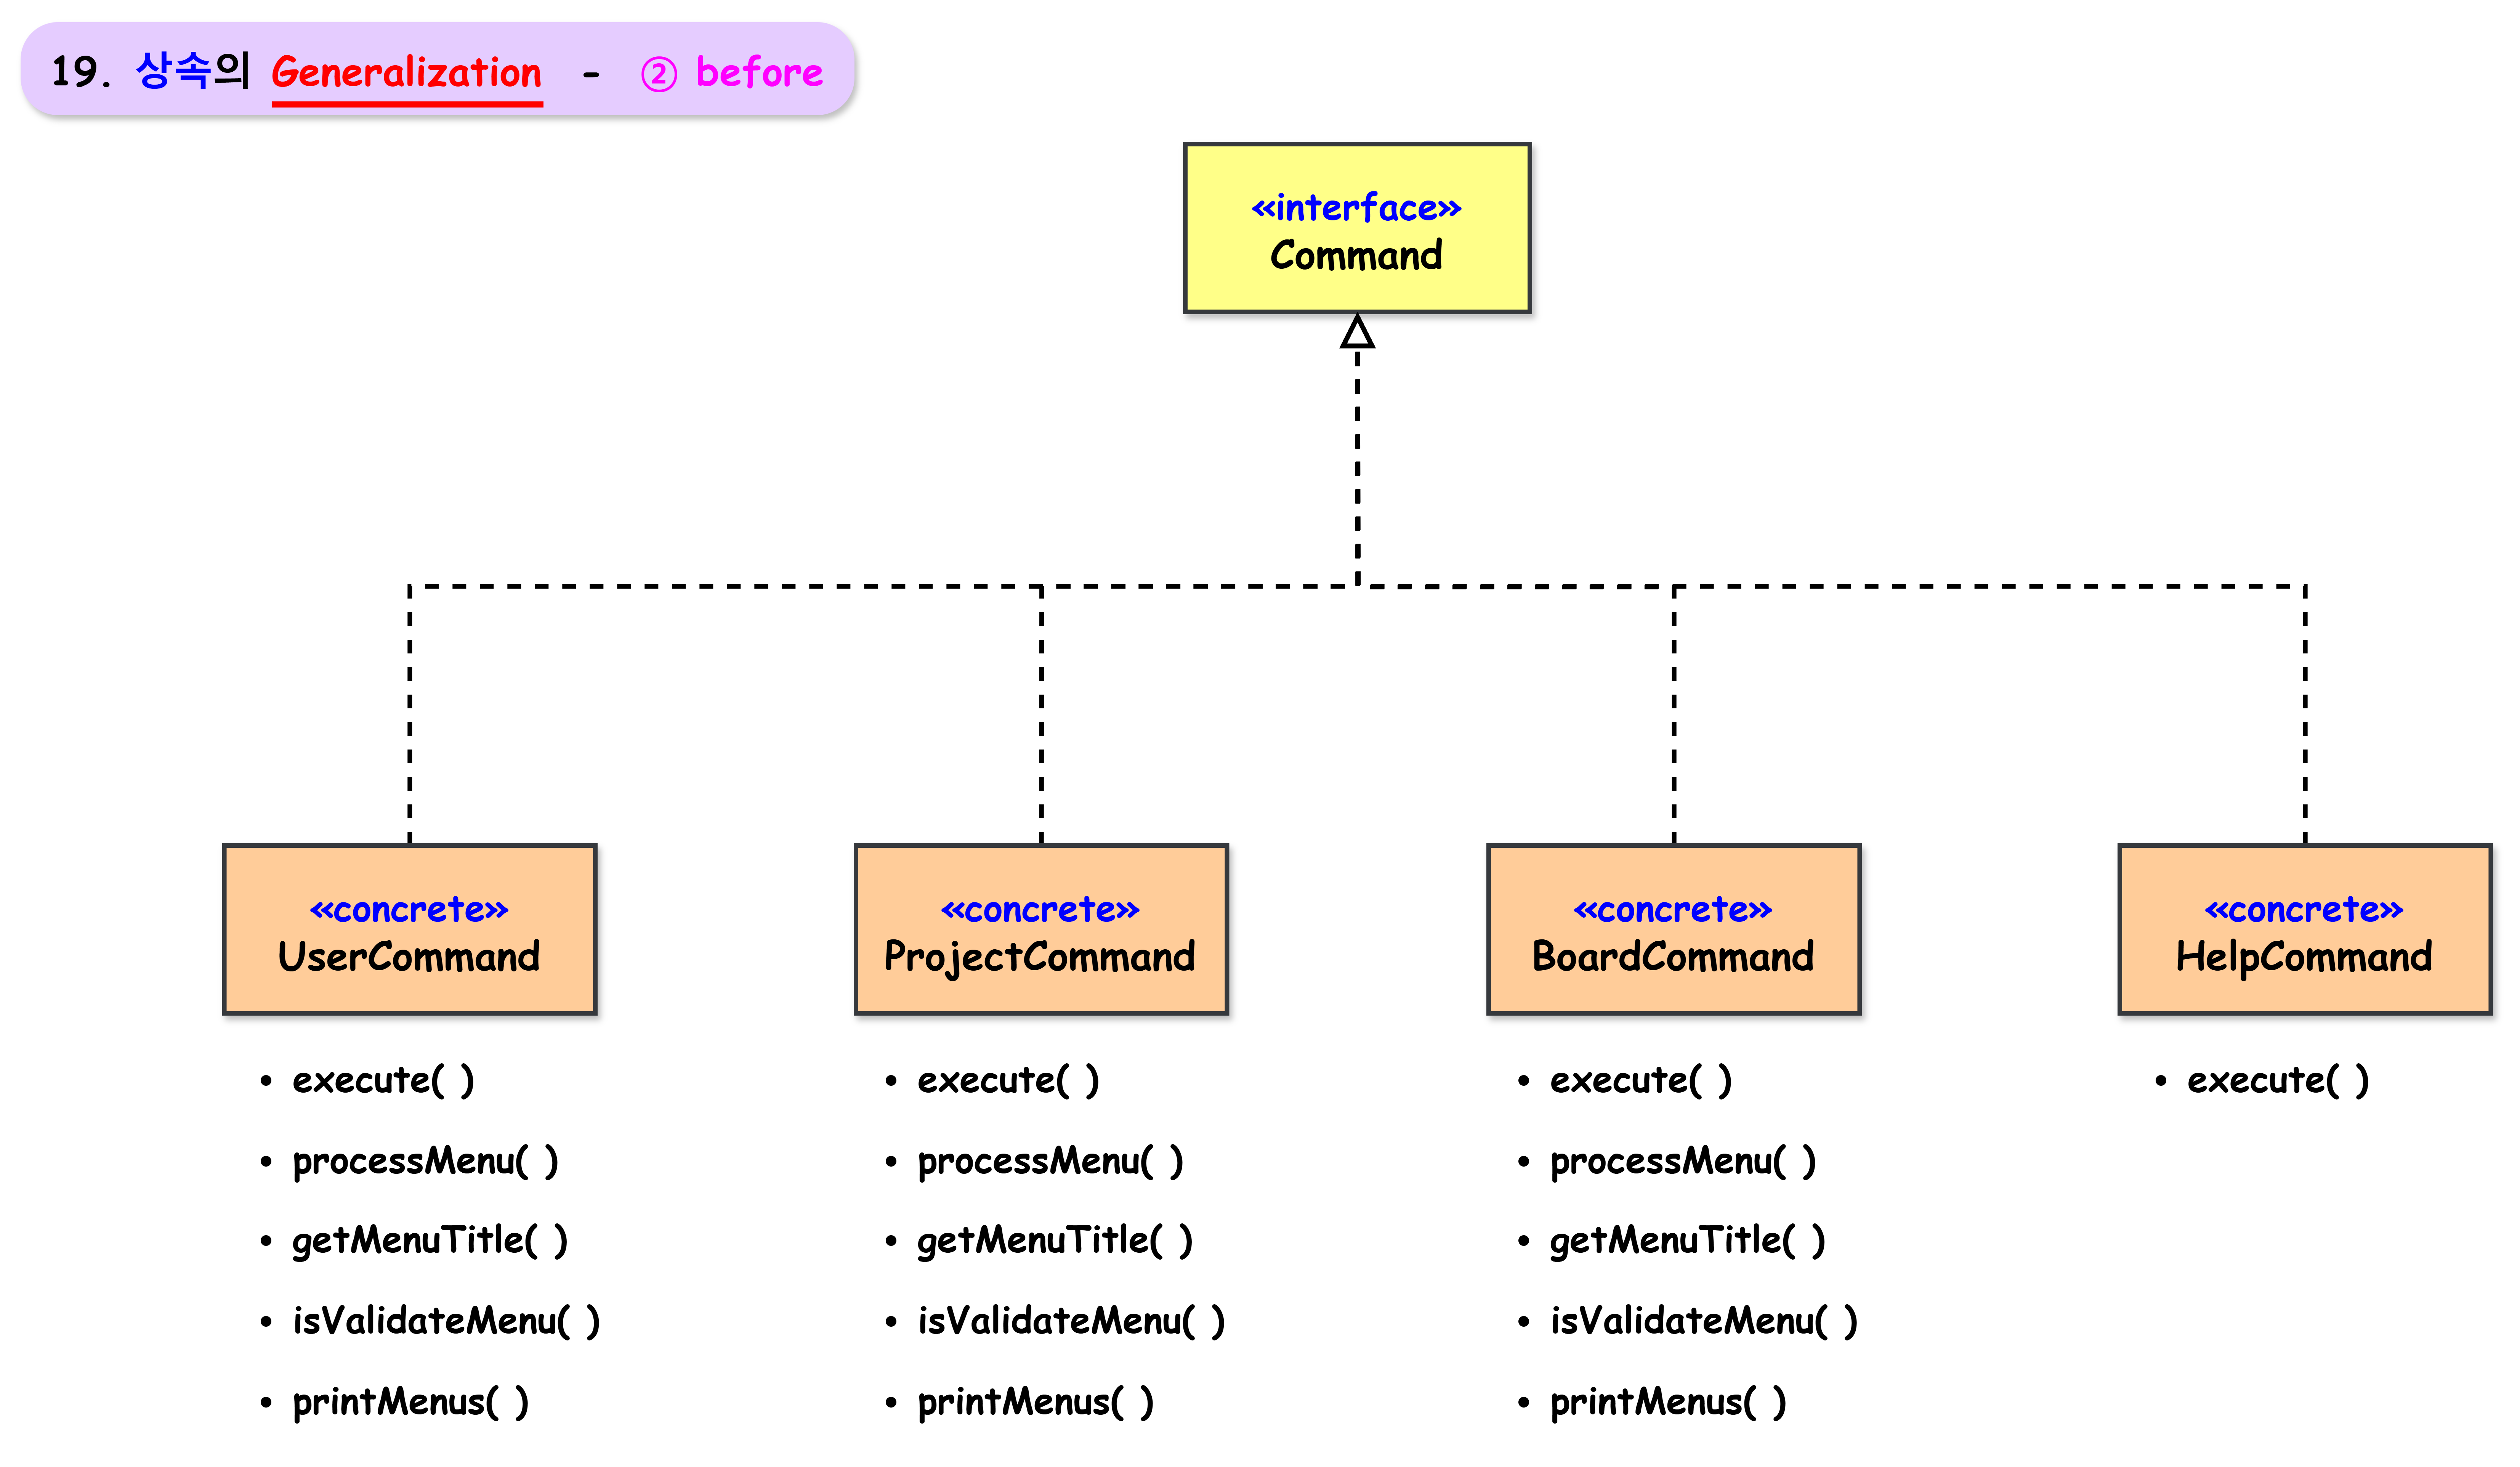 19. 상속의 Generalization - ② before
«interface»
Command
«concrete»
UserCommand
• execute( )
• processMenu( )
• getMenuTitle( )
• isValidateMenu( )
• printMenus( )
«concrete»
ProjectCommand
• execute( )
• processMenu( )
• getMenuTitle( )
• isValidateMenu( )
• printMenus( )
«concrete»
BoardCommand
• execute( )
• processMenu( )
• getMenuTitle( )
• isValidateMenu( )
• printMenus( )
«concrete»
HelpCommand
• execute( )